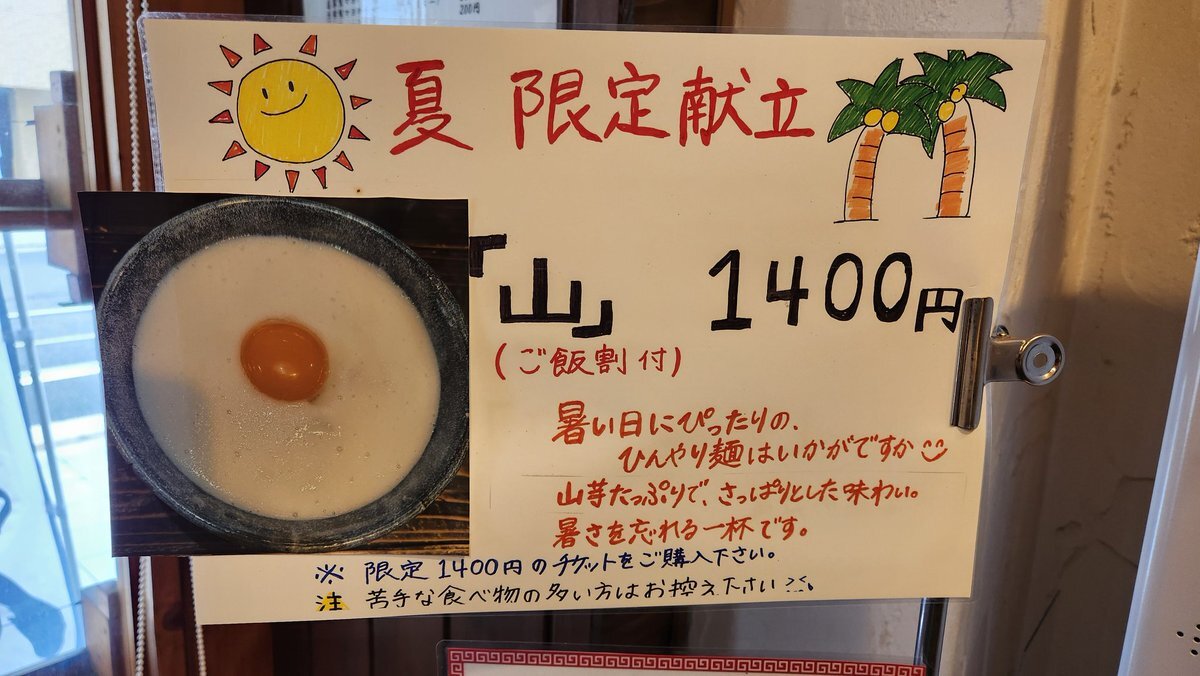 200円
夏 限定献立
「山」 1400円
(ご飯割付)
暑い日にぴったりの、
ひんやり麺はいかがですか
山芋たっぷりで、さっぱりとした味わい。
暑さを忘れる一杯です。
※ 限定1400円のチケットをご購入下さい。
注 苦手な食べ物の多い方はお控え下さい